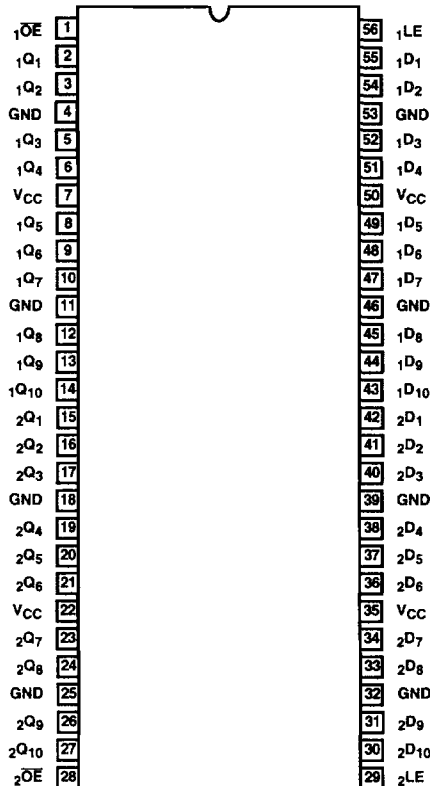 ₁O̅E̅ 1 56 ₁LE
₁Q₁ 2 55 ₁D₁
₁Q₂ 3 54 ₁D₂
GND 4 53 GND
₁Q₃ 5 52 ₁D₃
₁Q₄ 6 51 ₁D₄
VCC 7 50 VCC
₁Q₅ 8 49 ₁D₅
₁Q₆ 9 48 ₁D₆
₁Q₇ 10 47 ₁D₇
GND 11 46 GND
₁Q₈ 12 45 ₁D₈
₁Q₉ 13 44 ₁D₉
₁Q₁₀ 14 43 ₁D₁₀
₂Q₁ 15 42 ₂D₁
₂Q₂ 16 41 ₂D₂
₂Q₃ 17 40 ₂D₃
GND 18 39 GND
₂Q₄ 19 38 ₂D₄
₂Q₅ 20 37 ₂D₅
₂Q₆ 21 36 ₂D₆
VCC 22 35 VCC
₂Q₇ 23 34 ₂D₇
₂Q₈ 24 33 ₂D₈
GND 25 32 GND
₂Q₉ 26 31 ₂D₉
₂Q₁₀ 27 30 ₂D₁₀
₂O̅E̅ 28 29 ₂LE